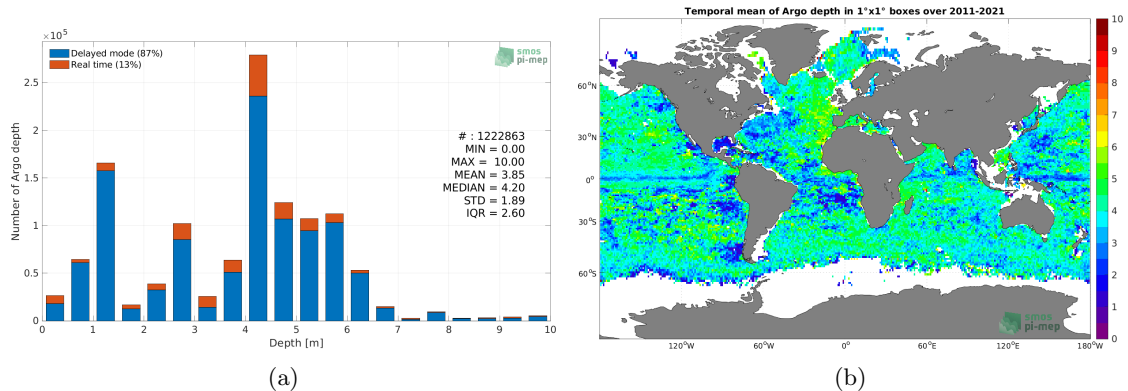 ×10^5
Delayed mode (87%)
Real time (13%)
smos
pi-mep
Number of Argo depth
2.5
2
1.5
1
0.5
0
# : 1222863
MIN = 0.00
MAX = 10.00
MEAN = 3.85
MEDIAN = 4.20
STD = 1.89
IQR = 2.60
0 1 2 3 4 5 6 7 8 9 10
Depth [m]
(a)
Temporal mean of Argo depth in 1°x1° boxes over 2011-2021
60°N
30°N
0°
30°S
60°S
120°W 60°W 0° 60°E 120°E 180°W
smos
pi-mep
10
9
8
7
6
5
4
3
2
1
0
(b)